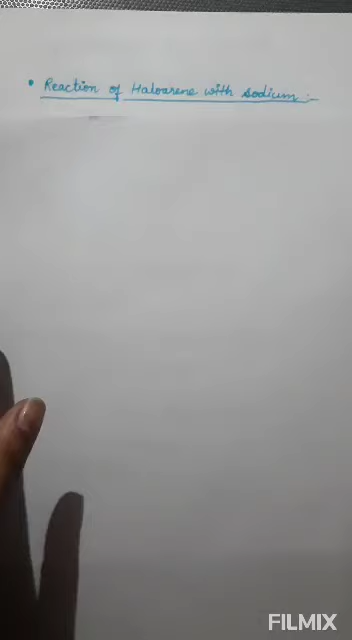 • Reaction of Haloarene with sodium :-
FILMIX